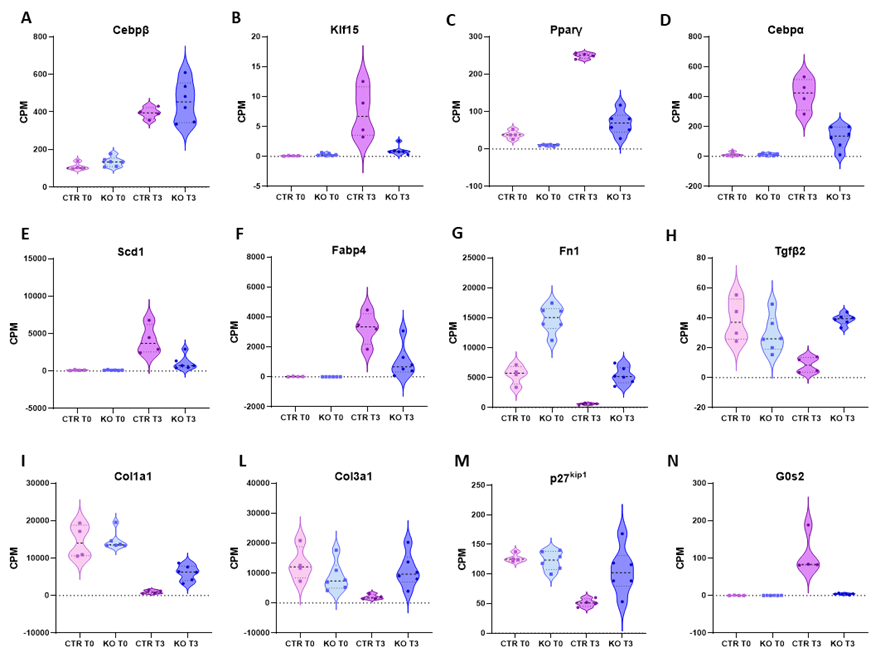 A
Cebpβ
CPM
800
600
400
200
0
CTR T0 KO T0 CTR T3 KO T3
B
Klf15
CPM
20
15
10
5
0
-5
CTR T0 KO T0 CTR T3 KO T3
C
Pparγ
CPM
300
200
100
0
-100
CTR T0 KO T0 CTR T3 KO T3
D
Cebpα
CPM
800
600
400
200
0
-200
CTR T0 KO T0 CTR T3 KO T3
E
Scd1
CPM
15000
10000
5000
0
-5000
CTR T0 KO T0 CTR T3 KO T3
F
Fabp4
CPM
8000
6000
4000
2000
0
-2000
CTR T0 KO T0 CTR T3 KO T3
G
Fn1
CPM
25000
20000
15000
10000
5000
0
CTR T0 KO T0 CTR T3 KO T3
H
Tgfβ2
CPM
80
60
40
20
0
-20
CTR T0 KO T0 CTR T3 KO T3
I
Col1a1
CPM
30000
20000
10000
0
-10000
CTR T0 KO T0 CTR T3 KO T3
L
Col3a1
CPM
40000
30000
20000
10000
0
-10000
CTR T0 KO T0 CTR T3 KO T3
M
p27kip1
CPM
250
200
150
100
50
0
CTR T0 KO T0 CTR T3 KO T3
N
G0s2
CPM
300
200
100
0
-100
CTR T0 KO T0 CTR T3 KO T3